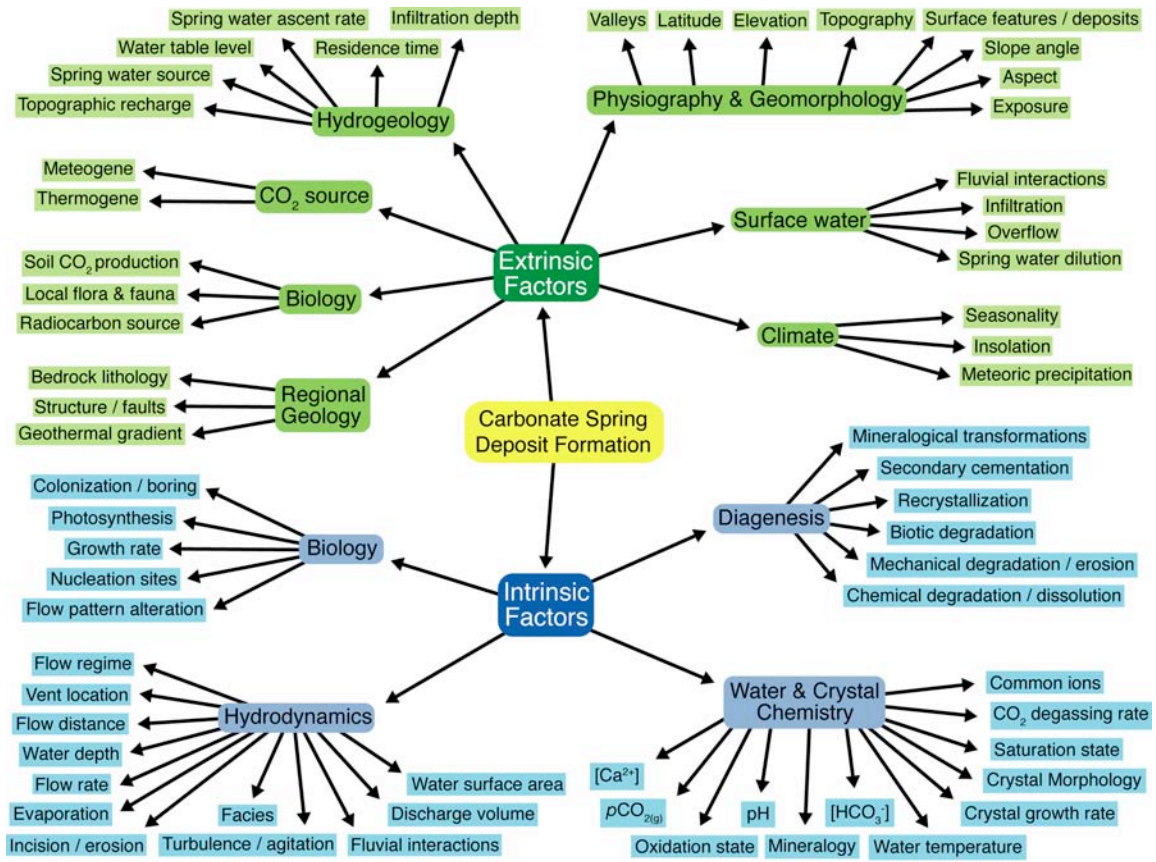 Spring water ascent rate
Infiltration depth
Water table level
Residence time
Spring water source
Topographic recharge
Hydrogeology
Valleys
Latitude
Elevation
Topography
Surface features / deposits
Slope angle
Aspect
Exposure
Physiography & Geomorphology
Meteogene
Thermogene
CO₂ source
Fluvial interactions
Infiltration
Overflow
Spring water dilution
Surface water
Extrinsic
Factors
Soil CO₂ production
Local flora & fauna
Radiocarbon source
Biology
Seasonality
Insolation
Meteoric precipitation
Climate
Bedrock lithology
Structure / faults
Geothermal gradient
Regional
Geology
Carbonate Spring
Deposit Formation
Colonization / boring
Photosynthesis
Growth rate
Nucleation sites
Flow pattern alteration
Biology
Mineralogical transformations
Secondary cementation
Recrystallization
Biotic degradation
Mechanical degradation / erosion
Chemical degradation / dissolution
Diagenesis
Intrinsic
Factors
Flow regime
Vent location
Flow distance
Water depth
Flow rate
Evaporation
Incision / erosion
Hydrodynamics
Facies
Turbulence / agitation
Fluvial interactions
Discharge volume
Water surface area
Water & Crystal
Chemistry
Common ions
CO₂ degassing rate
Saturation state
Crystal Morphology
Crystal growth rate
Water temperature
[HCO₃⁻]
Mineralogy
pH
Oxidation state
pCO₂₍g₎
[Ca²⁺]